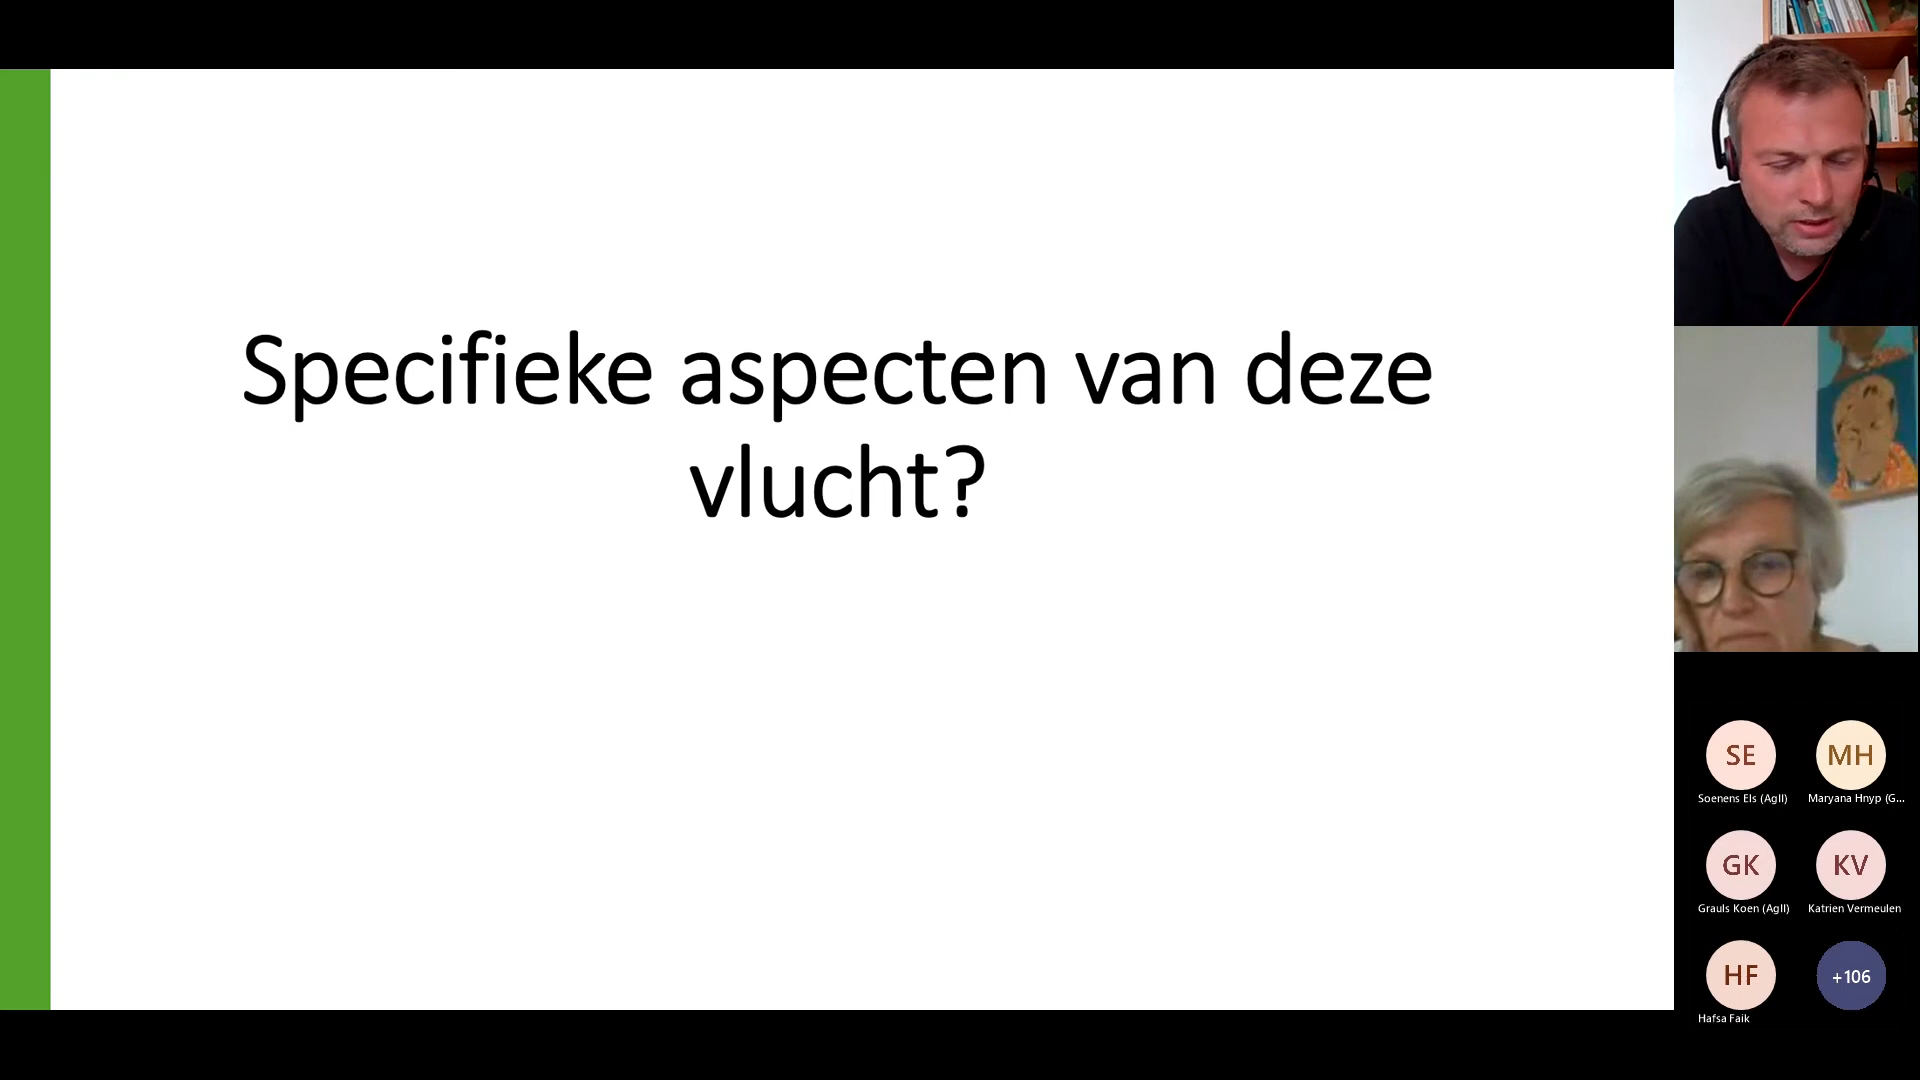 Specifieke aspecten van deze
vlucht?
SE
MH
Soenens Els (AgII)
Maryana Hnyp (G...
GK
KV
Grauls Koen (AgII)
Katrien Vermeulen
HF
+106
Hafsa Faik